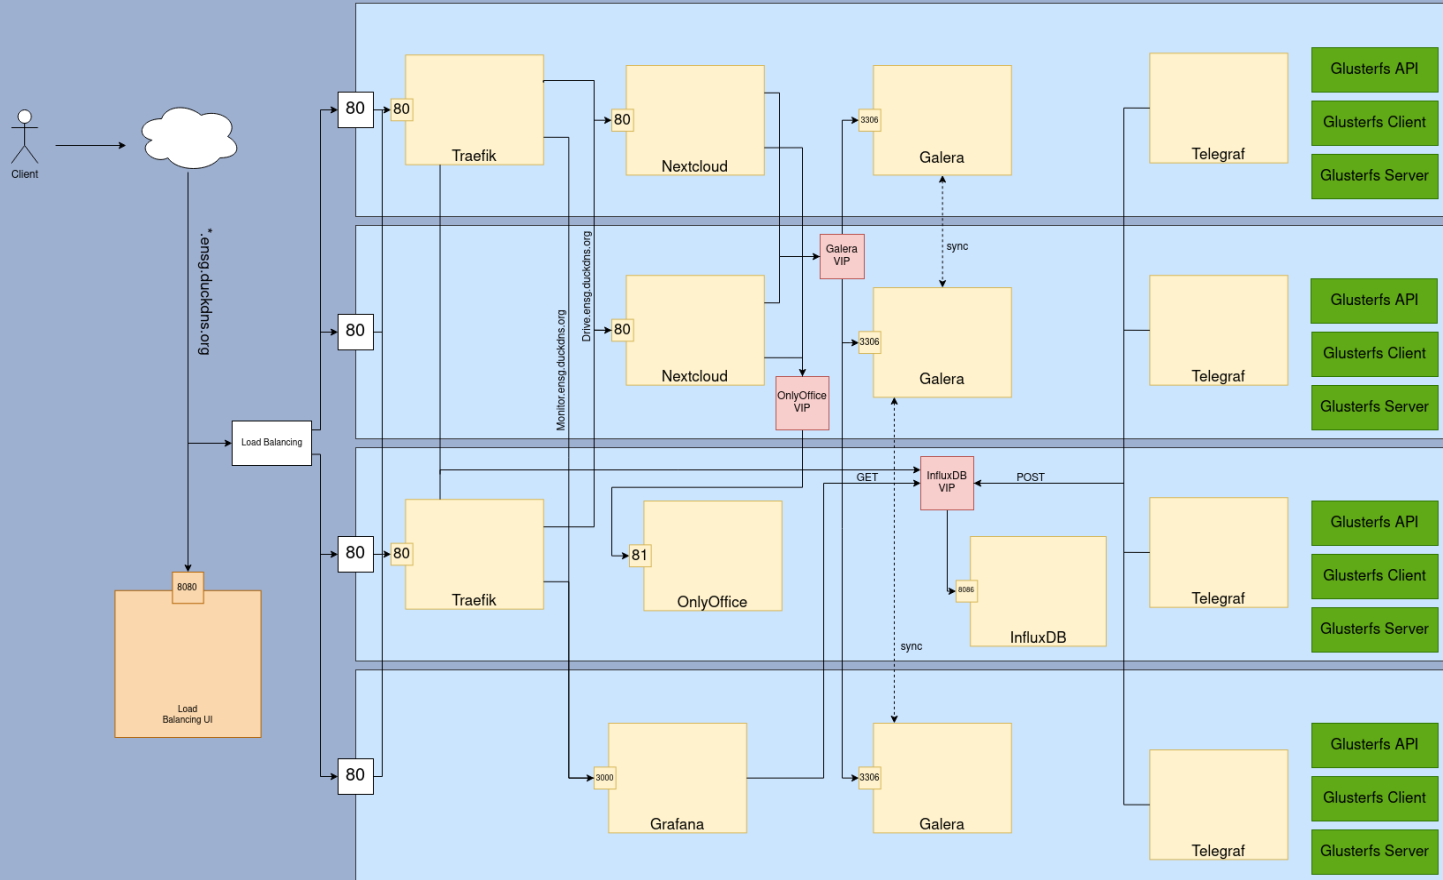 Client
*.ensg.duckdns.org
Load Balancing
8080
Load
Balancing UI
80
80
Traefik
80
Nextcloud
3306
Galera
Telegraf
Glusterfs API
Glusterfs Client
Glusterfs Server
Monitor.ensg.duckdns.org
Drive.ensg.duckdns.org
Galera
VIP
sync
80
80
Nextcloud
OnlyOffice
VIP
3306
Galera
Telegraf
Glusterfs API
Glusterfs Client
Glusterfs Server
80
80
Traefik
81
OnlyOffice
GET
InfluxDB
VIP
POST
8086
InfluxDB
sync
Telegraf
Glusterfs API
Glusterfs Client
Glusterfs Server
80
3000
Grafana
3306
Galera
Telegraf
Glusterfs API
Glusterfs Client
Glusterfs Server